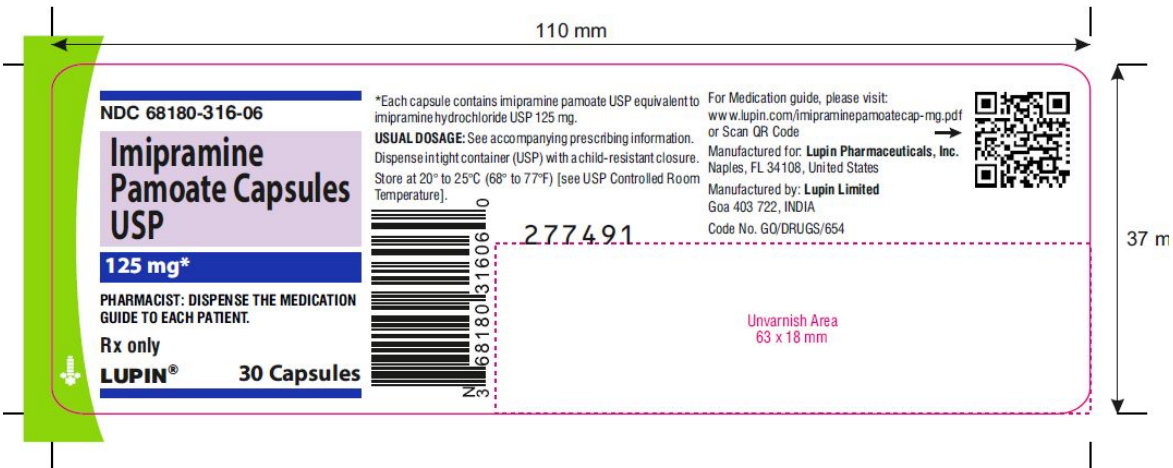 110 mm
NDC 68180-316-06
Imipramine
Pamoate Capsules
USP
125 mg*
PHARMACIST: DISPENSE THE MEDICATION
GUIDE TO EACH PATIENT.
Rx only
LUPIN® 30 Capsules
*Each capsule contains imipramine pamoate USP equivalent to
imipramine hydrochloride USP 125 mg.
USUAL DOSAGE: See accompanying prescribing information.
Dispense in tight container (USP) with a child-resistant closure.
Store at 20° to 25°C (68° to 77°F) [see USP Controlled Room
Temperature].
N
3 68180 31606 0
277491
For Medication guide, please visit:
www.lupin.com/imipraminepamoatecap-mg.pdf
or Scan QR Code
Manufactured for: Lupin Pharmaceuticals, Inc.
Naples, FL 34108, United States
Manufactured by: Lupin Limited
Goa 403 722, INDIA
Code No. GO/DRUGS/654
Unvarnish Area
63 x 18 mm
37 m